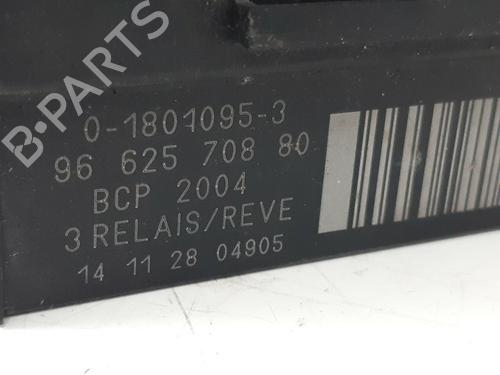 B-PARTS
0-1801095-3
96 625 708 80
BCP 2004
3 RELAIS/REVE
14 11 28 04905